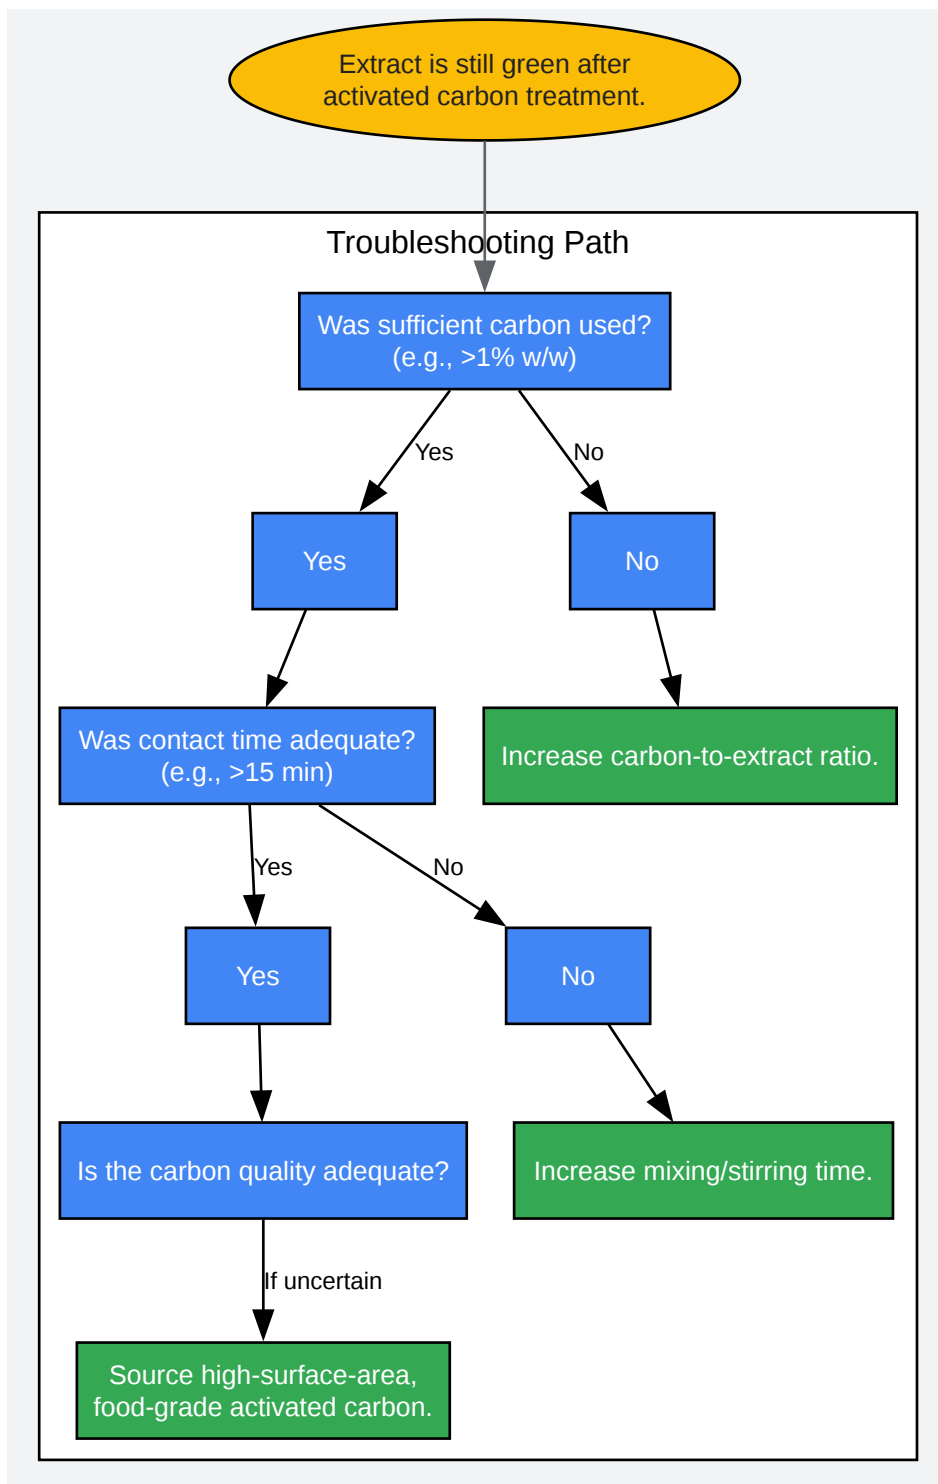 Extract is still green after
activated carbon treatment.
Troubleshooting Path
Was sufficient carbon used?
(e.g., >1% w/w)
Yes
No
Yes
No
Was contact time adequate?
(e.g., >15 min)
Increase carbon-to-extract ratio.
Yes
No
Yes
No
Is the carbon quality adequate?
Increase mixing/stirring time.
If uncertain
Source high-surface-area,
food-grade activated carbon.